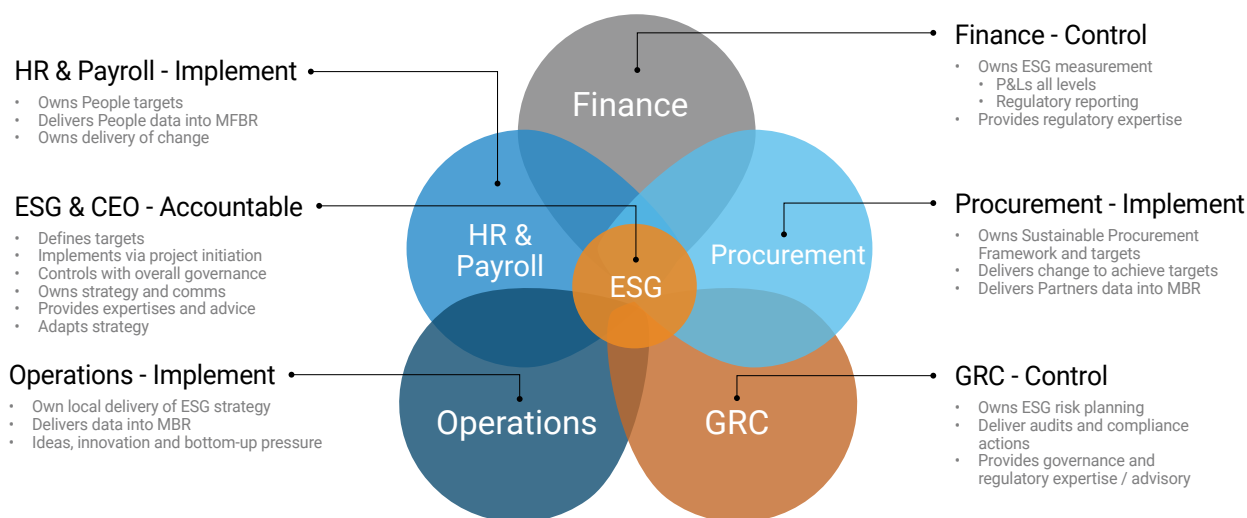 HR & Payroll - Implement
• Owns People targets
• Delivers People data into MFBR
• Owns delivery of change
ESG & CEO - Accountable
• Defines targets
• Implements via project initiation
• Controls with overall governance
• Owns strategy and comms
• Provides expertises and advice
• Adapts strategy
Operations - Implement
• Own local delivery of ESG strategy
• Delivers data into MBR
• Ideas, innovation and bottom-up pressure
Finance
HR &
Payroll
Procurement
ESG
Operations
GRC
Finance - Control
• Owns ESG measurement
• P&Ls all levels
• Regulatory reporting
• Provides regulatory expertise
Procurement - Implement
• Owns Sustainable Procurement
Framework and targets
• Delivers change to achieve targets
• Delivers Partners data into MBR
GRC - Control
• Owns ESG risk planning
• Deliver audits and compliance
actions
• Provides governance and
regulatory expertise / advisory